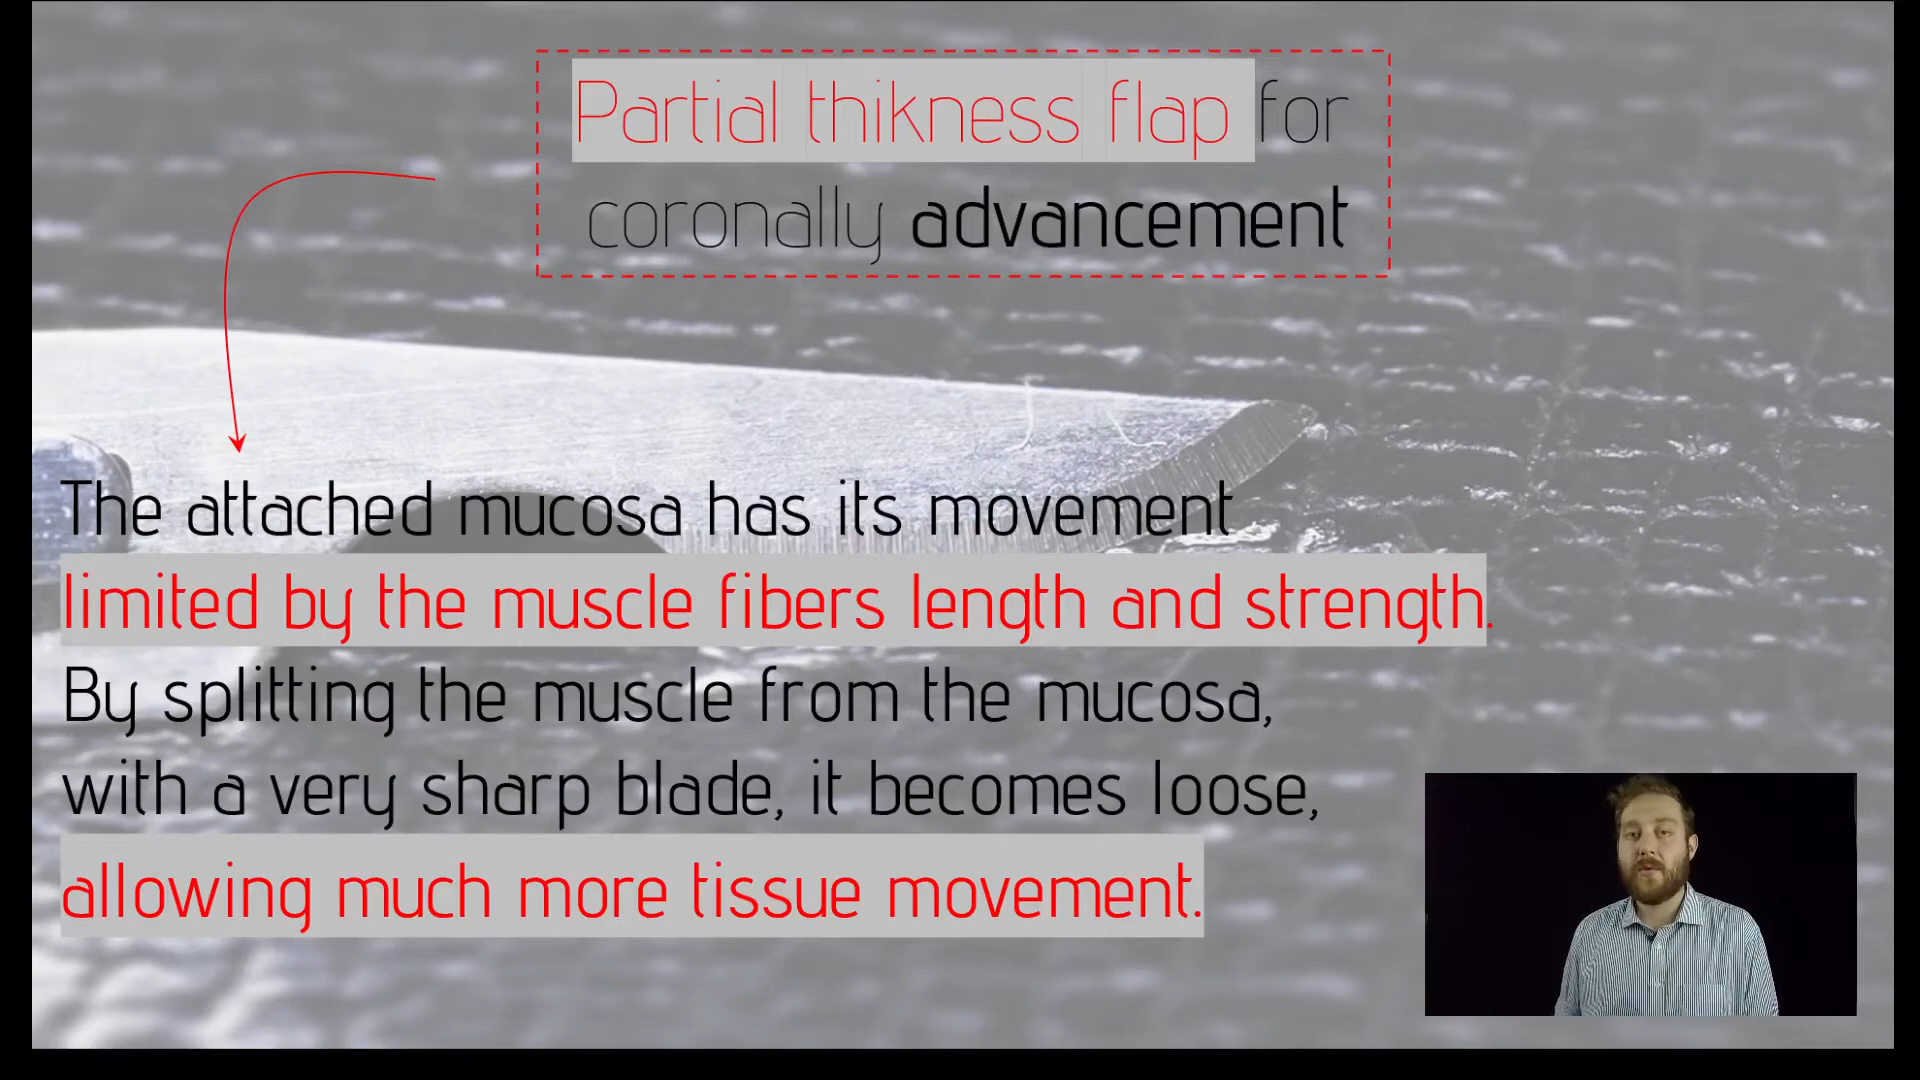 Partial thikness flap for
coronally advancement
The attached mucosa has its movement
limited by the muscle fibers length and strength.
By splitting the muscle from the mucosa,
with a very sharp blade, it becomes loose,
allowing much more tissue movement.